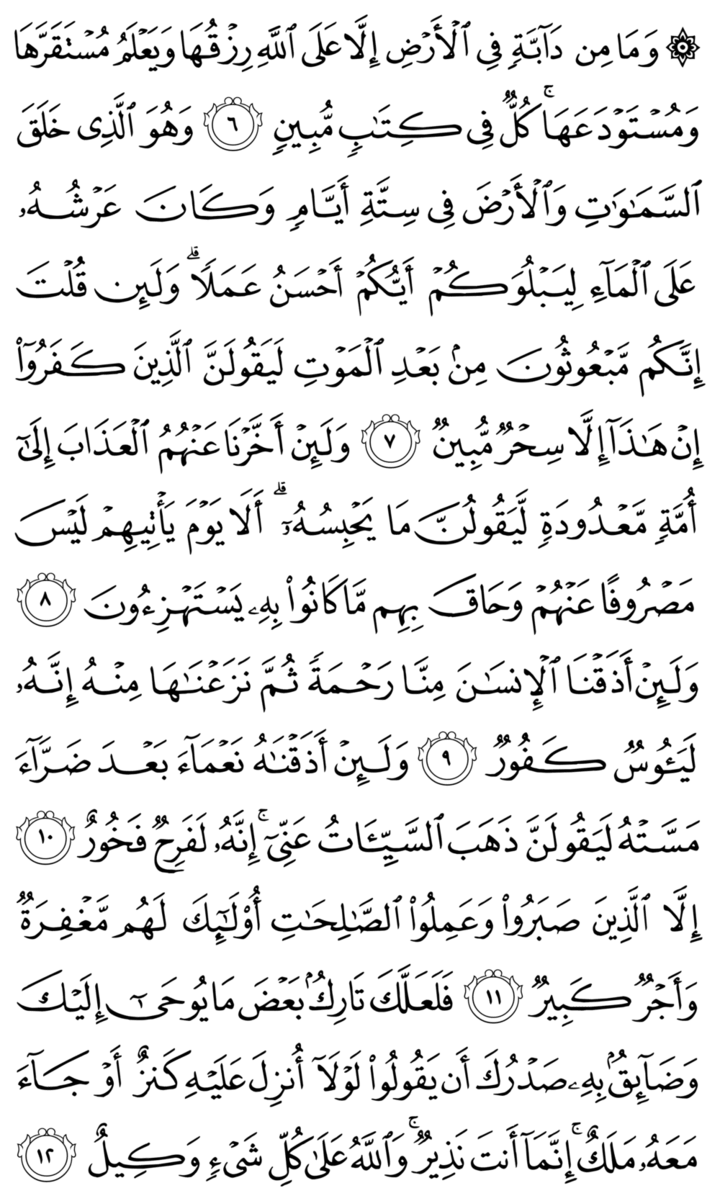 ۞ وَمَا مِن دَآبَّةٍ فِي ٱلۡأَرۡضِ إِلَّا عَلَى ٱللَّهِ رِزۡقُهَا وَيَعۡلَمُ مُسۡتَقَرَّهَا
وَمُسۡتَوۡدَعَهَاۚ كُلّٞ فِي كِتَٰبٖ مُّبِينٖ ٦ وَهُوَ ٱلَّذِي خَلَقَ
ٱلسَّمَٰوَٰتِ وَٱلۡأَرۡضَ فِي سِتَّةِ أَيَّامٖ وَكَانَ عَرۡشُهُۥ
عَلَى ٱلۡمَآءِ لِيَبۡلُوَكُمۡ أَيُّكُمۡ أَحۡسَنُ عَمَلٗاۗ وَلَئِن قُلۡتَ
إِنَّكُم مَّبۡعُوثُونَ مِنۢ بَعۡدِ ٱلۡمَوۡتِ لَيَقُولَنَّ ٱلَّذِينَ كَفَرُوٓاْ
إِنۡ هَٰذَآ إِلَّا سِحۡرٞ مُّبِينٞ ٧ وَلَئِنۡ أَخَّرۡنَا عَنۡهُمُ ٱلۡعَذَابَ إِلَىٰٓ
أُمَّةٖ مَّعۡدُودَةٖ لَّيَقُولُنَّ مَا يَحۡبِسُهُۥٓۗ أَلَا يَوۡمَ يَأۡتِيهِمۡ لَيۡسَ
مَصۡرُوفًا عَنۡهُمۡ وَحَاقَ بِهِم مَّا كَانُواْ بِهِۦ يَسۡتَهۡزِءُونَ ٨
وَلَئِنۡ أَذَقۡنَا ٱلۡإِنسَٰنَ مِنَّا رَحۡمَةٗ ثُمَّ نَزَعۡنَٰهَا مِنۡهُ إِنَّهُۥ
لَيَـُٔوسٞ كَفُورٞ ٩ وَلَئِنۡ أَذَقۡنَٰهُ نَعۡمَآءَ بَعۡدَ ضَرَّآءَ
مَسَّتۡهُ لَيَقُولَنَّ ذَهَبَ ٱلسَّيِّـَٔاتُ عَنِّيٓۚ إِنَّهُۥ لَفَرِحٞ فَخُورٌ ١٠
إِلَّا ٱلَّذِينَ صَبَرُواْ وَعَمِلُواْ ٱلصَّٰلِحَٰتِ أُوْلَٰٓئِكَ لَهُم مَّغۡفِرَةٞ
وَأَجۡرٞ كَبِيرٞ ١١ فَلَعَلَّكَ تَارِكُۢ بَعۡضَ مَا يُوحَىٰٓ إِلَيۡكَ
وَضَآئِقُۢ بِهِۦ صَدۡرُكَ أَن يَقُولُواْ لَوۡلَآ أُنزِلَ عَلَيۡهِ كَنزٌ أَوۡ جَآءَ
مَعَهُۥ مَلَكٌۚ إِنَّمَآ أَنتَ نَذِيرٞۚ وَٱللَّهُ عَلَىٰ كُلِّ شَيۡءٖ وَكِيلٌ ١٢